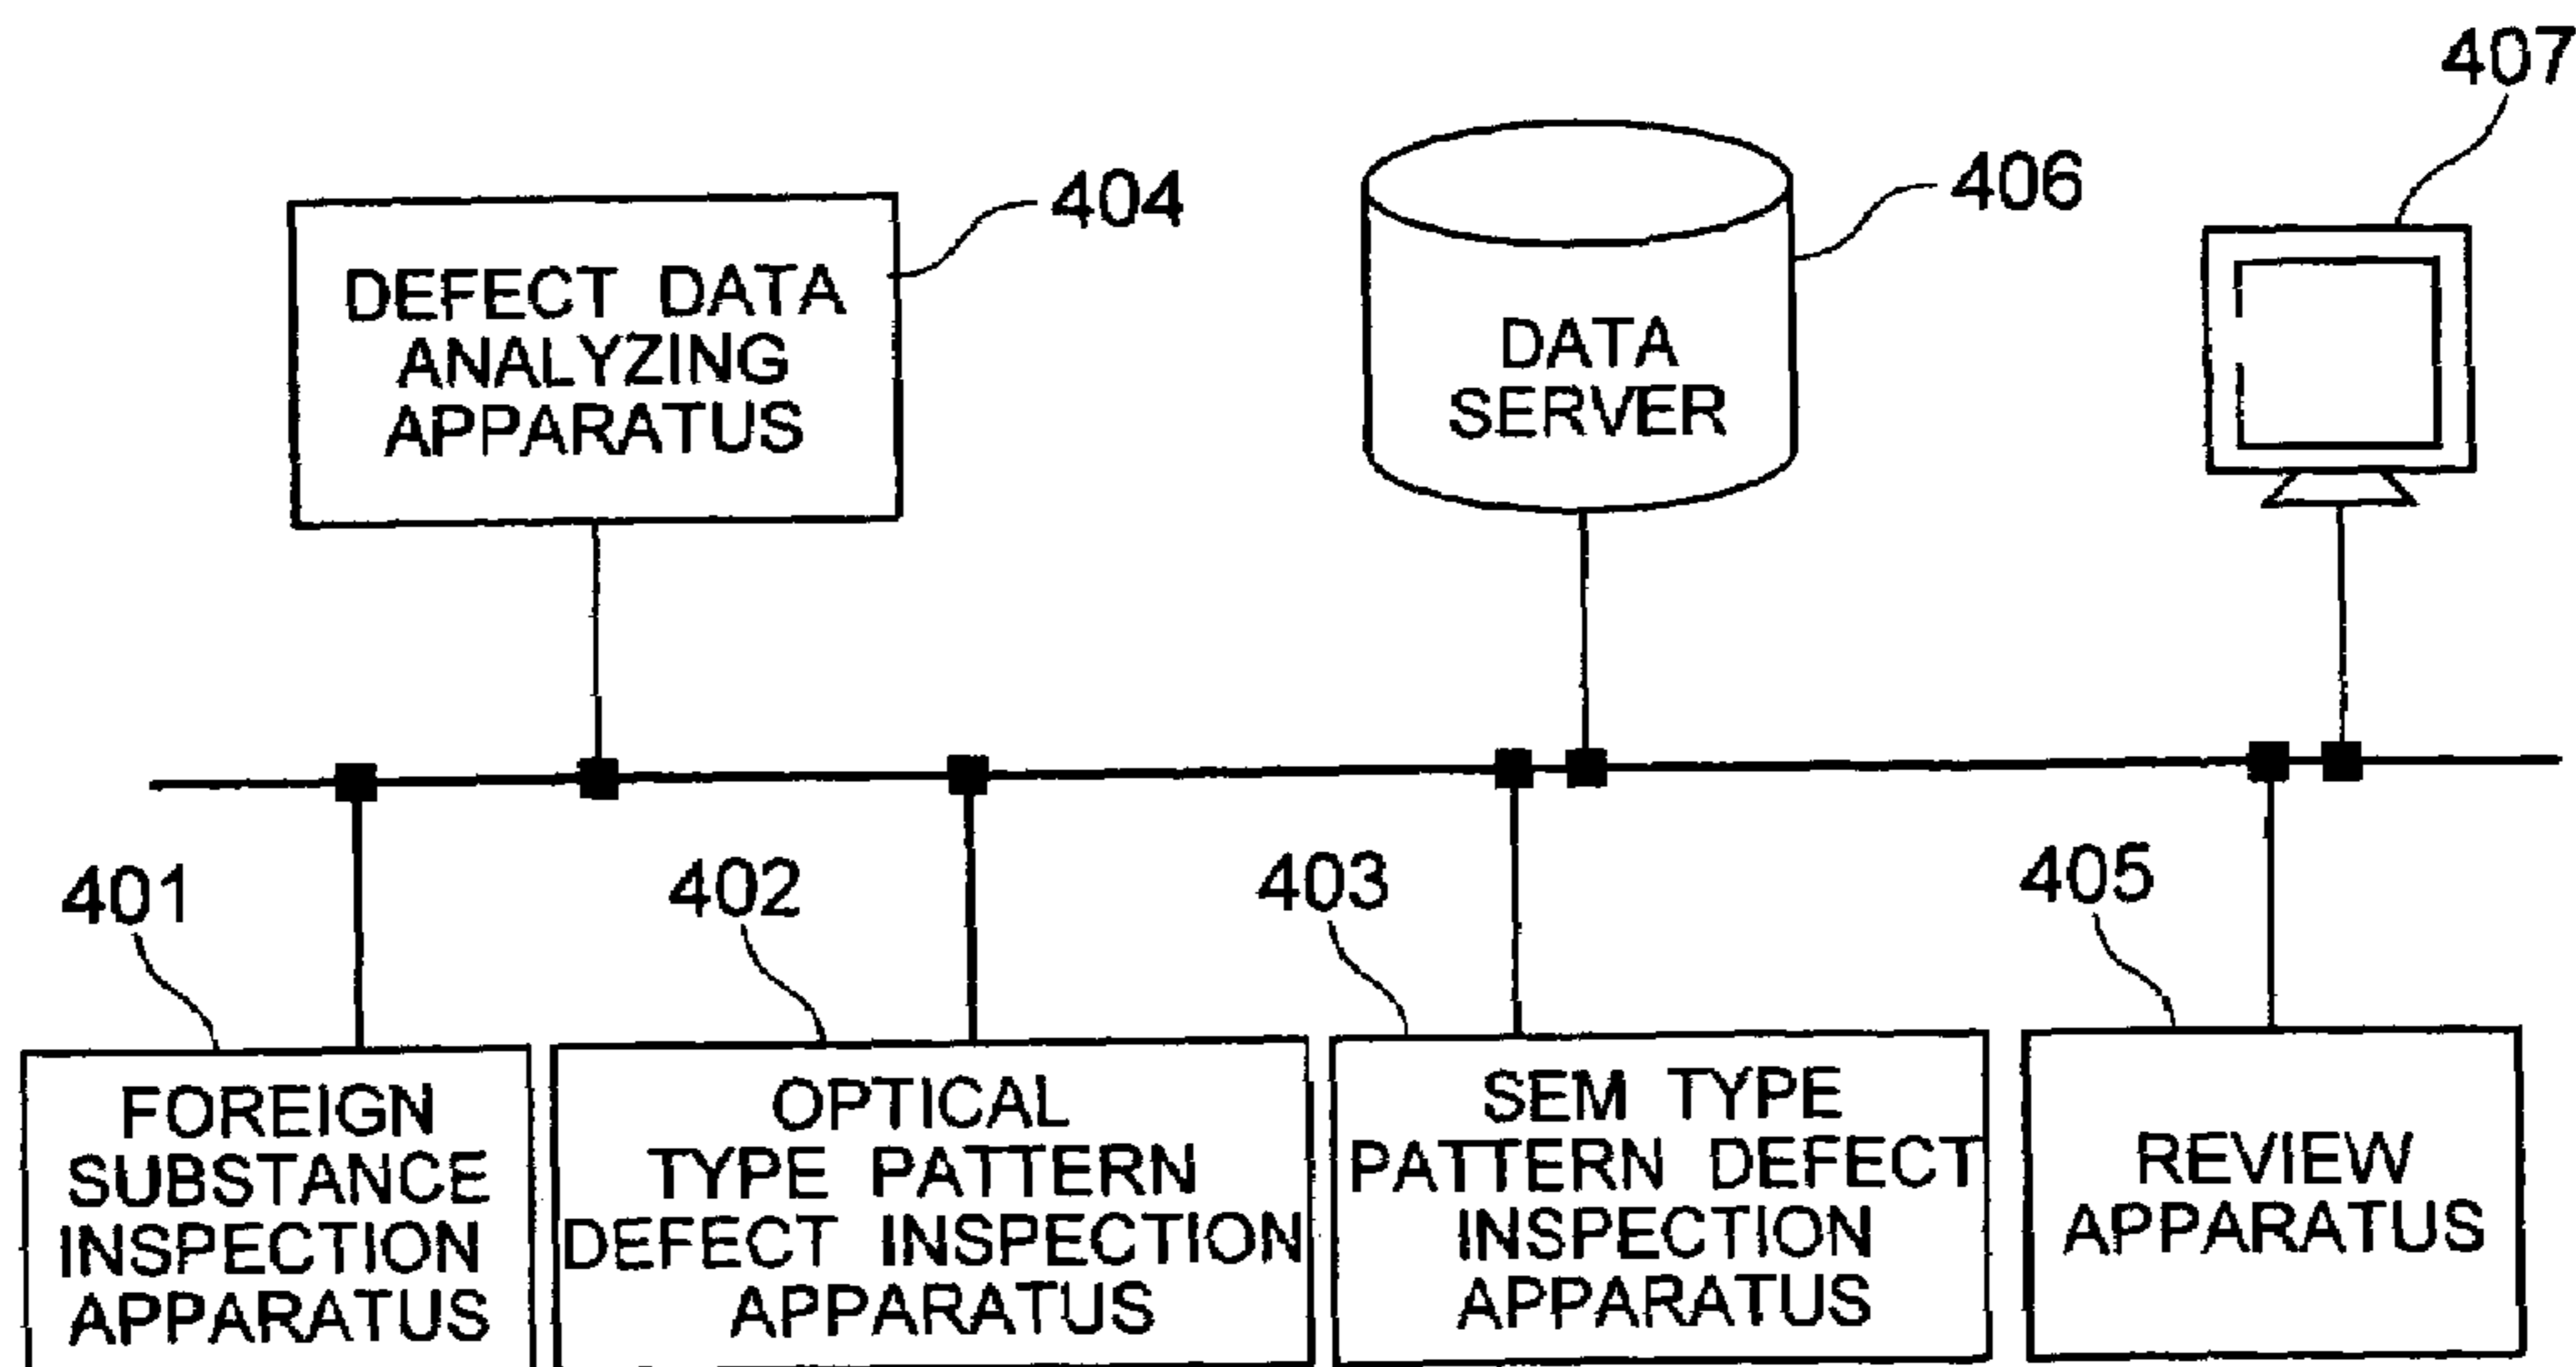 407
404
406
DEFECT DATA
ANALYZING
APPARATUS
DATA
SERVER
401
402
403
405
FOREIGN
SUBSTANCE
INSPECTION
APPARATUS
OPTICAL
TYPE PATTERN
DEFECT INSPECTION
APPARATUS
SEM TYPE
PATTERN DEFECT
INSPECTION
APPARATUS
REVIEW
APPARATUS